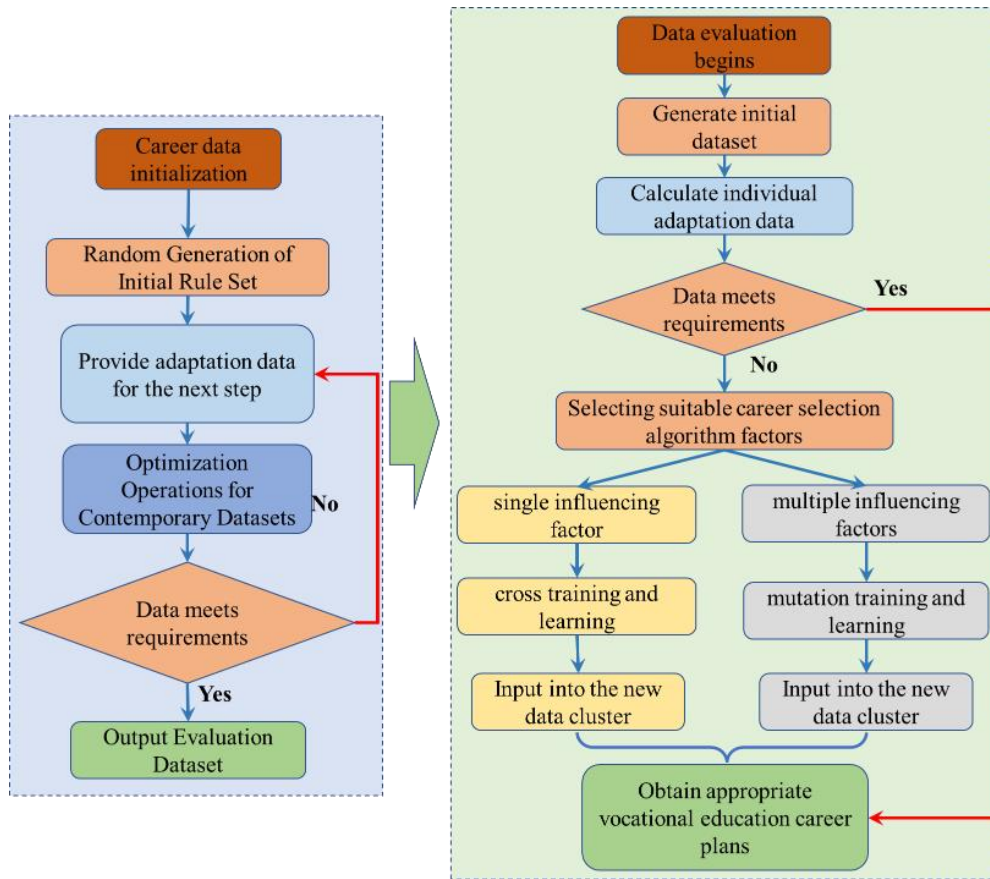 Career data
initialization
Random Generation of
Initial Rule Set
Provide adaptation data
for the next step
Optimization
Operations for
Contemporary Datasets
No
Data meets
requirements
Yes
Output Evaluation
Dataset
Data evaluation
begins
Generate initial
dataset
Calculate individual
adaptation data
Data meets
requirements
Yes
No
Selecting suitable career selection
algorithm factors
single influencing
factor
multiple influencing
factors
cross training and
learning
mutation training and
learning
Input into the new
data cluster
Input into the new
data cluster
Obtain appropriate
vocational education career
plans